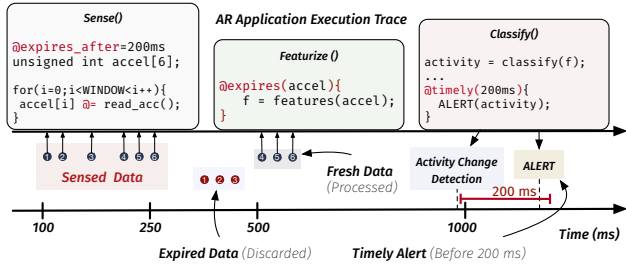 Sense()
AR Application Execution Trace
Classify()
@expires_after=200ms
unsigned int accel[6];
for(i=0;i<WINDOW<i++){
accel[i] @= read_acc();
}
Featurize()
@expires(accel){
f = features(accel);
}
activity = classify(f);
...
@timely(200ms){
ALERT(activity);
}
1 2 3 4 5 6
4 5 6
Sensed Data
1 2 3
Fresh Data
(Processed)
Activity Change
Detection
ALERT
200 ms
100 250 500 1000 Time (ms)
Expired Data (Discarded)
Timely Alert (Before 200 ms)